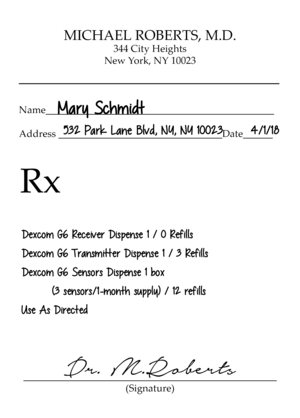 MICHAEL ROBERTS, M.D.
344 City Heights
New York, NY 10023
Name Mary Schmidt
Address 532 Park Lane Blvd, NY, NY 10023 Date 4/1/18
Rx
Dexcom G6 Receiver Dispense 1 / 0 Refills
Dexcom G6 Transmitter Dispense 1 / 3 Refills
Dexcom G6 Sensors Dispense 1 box
(3 sensors/1-month supply) / 12 refills
Use As Directed
Dr. M.Roberts
(Signature)